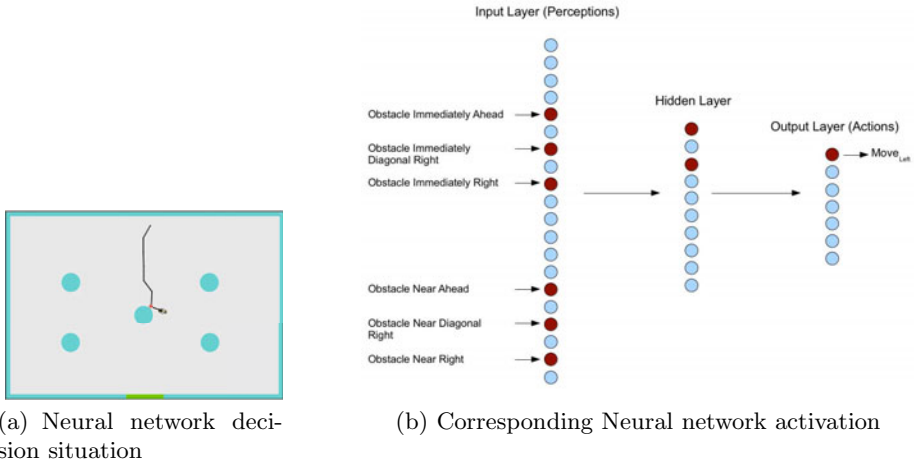 Input Layer (Perceptions)
Obstacle Immediately Ahead
Obstacle Immediately
Diagonal Right
Obstacle Immediately Right
Obstacle Near Ahead
Obstacle Near Diagonal
Right
Obstacle Near Right
Hidden Layer
Output Layer (Actions)
Move Left
(a) Neural network deci-
sion situation
(b) Corresponding Neural network activation